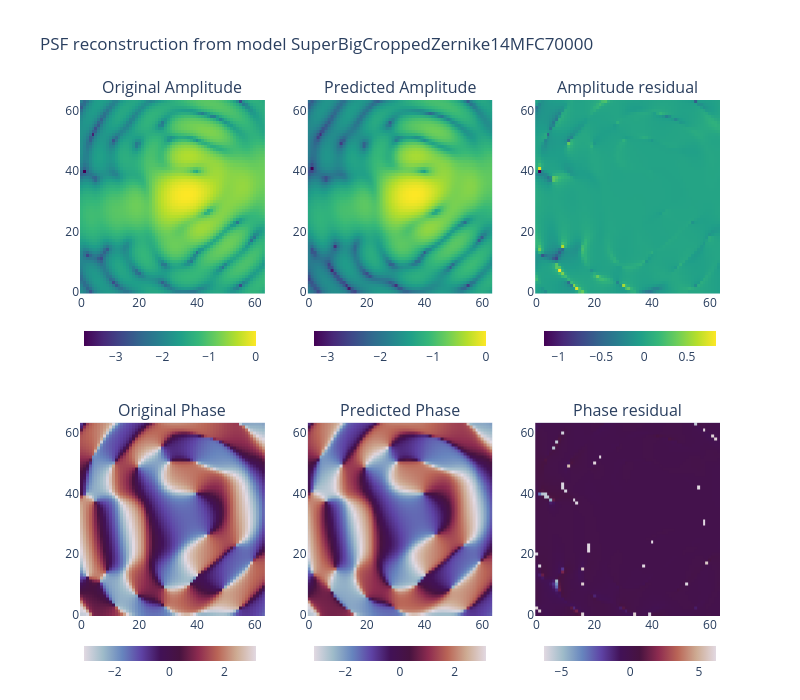 PSF reconstruction from model SuperBigCroppedZernike14MFC70000
Original Amplitude
Predicted Amplitude
Amplitude residual
60
40
20
0
0 20 40 60
60
40
20
0
0 20 40 60
60
40
20
0
0 20 40 60
−3 −2 −1 0
−3 −2 −1 0
−1 −0.5 0 0.5
Original Phase
Predicted Phase
Phase residual
60
40
20
0
0 20 40 60
60
40
20
0
0 20 40 60
60
40
20
0
0 20 40 60
−2 0 2
−2 0 2
−5 0 5